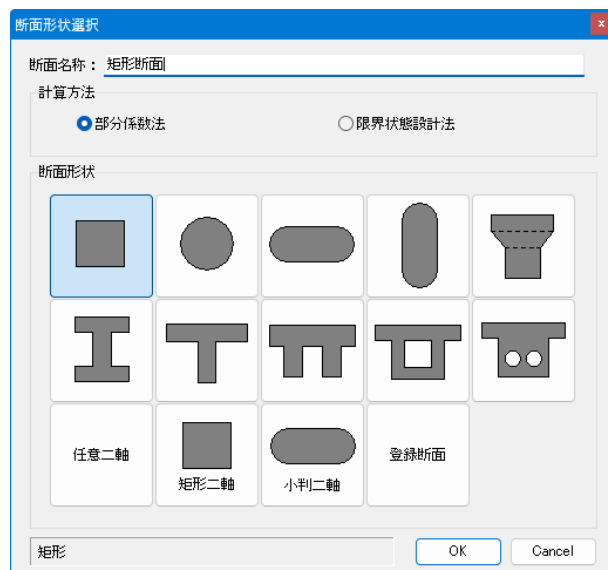 断面形状選択
断面名称： 矩形断面
計算方法
部分係数法 限界状態設計法
断面形状
任意二軸 矩形二軸 小判二軸 登録断面
矩形 OK Cancel